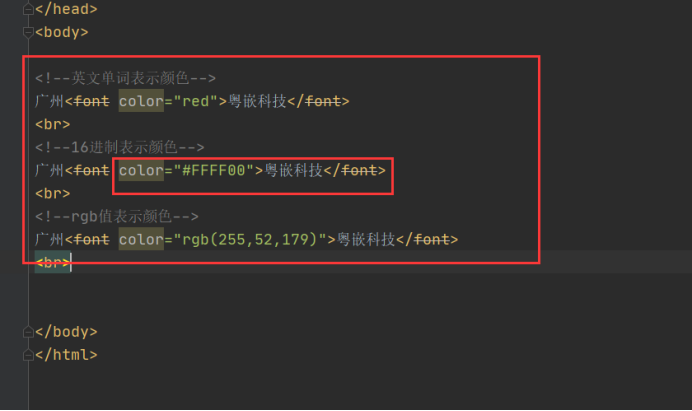 </head>
<body>
<!--英文单词表示颜色-->
广州<font color="red">粤嵌科技</font>
<br>
<!--16进制表示颜色-->
广州<font color="#FFFF00">粤嵌科技</font>
<br>
<!--rgb值表示颜色-->
广州<font color="rgb(255,52,179)">粤嵌科技</font>
<br>
</body>
</html>